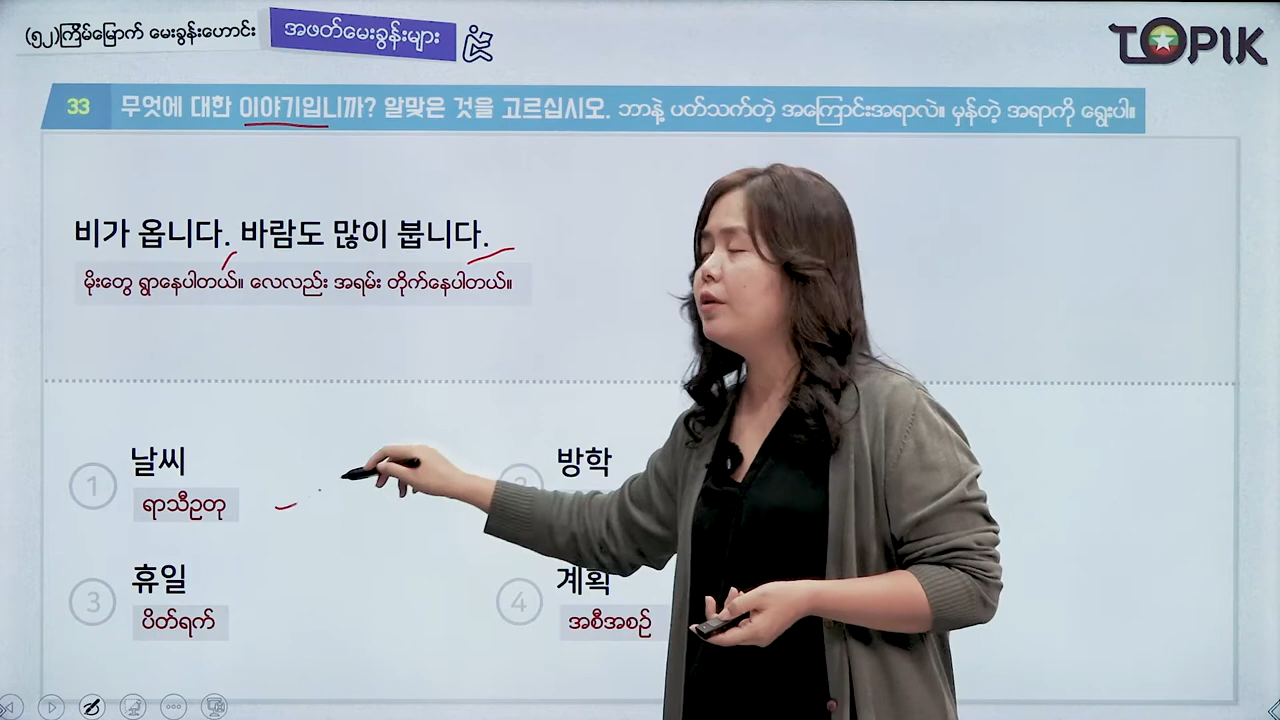 (၅၂)ကြိမ်မြောက် မေးခွန်းဟောင်း
အဖတ်မေးခွန်းများ
TOPIK
33 무엇에 대한 이야기입니까? 알맞은 것을 고르십시오. ဘာနဲ့ ပတ်သက်တဲ့ အကြောင်းအရာလဲ။ မှန်တဲ့ အရာကို ရွေးပါ။
비가 옵니다. 바람도 많이 붑니다.
မိုးတွေ ရွာနေပါတယ်။ လေလည်း အရမ်း တိုက်နေပါတယ်။
1 날씨
ရာသီဥတု
2 방학
3 휴일
ပိတ်ရက်
4 계획
အစီအစဉ်